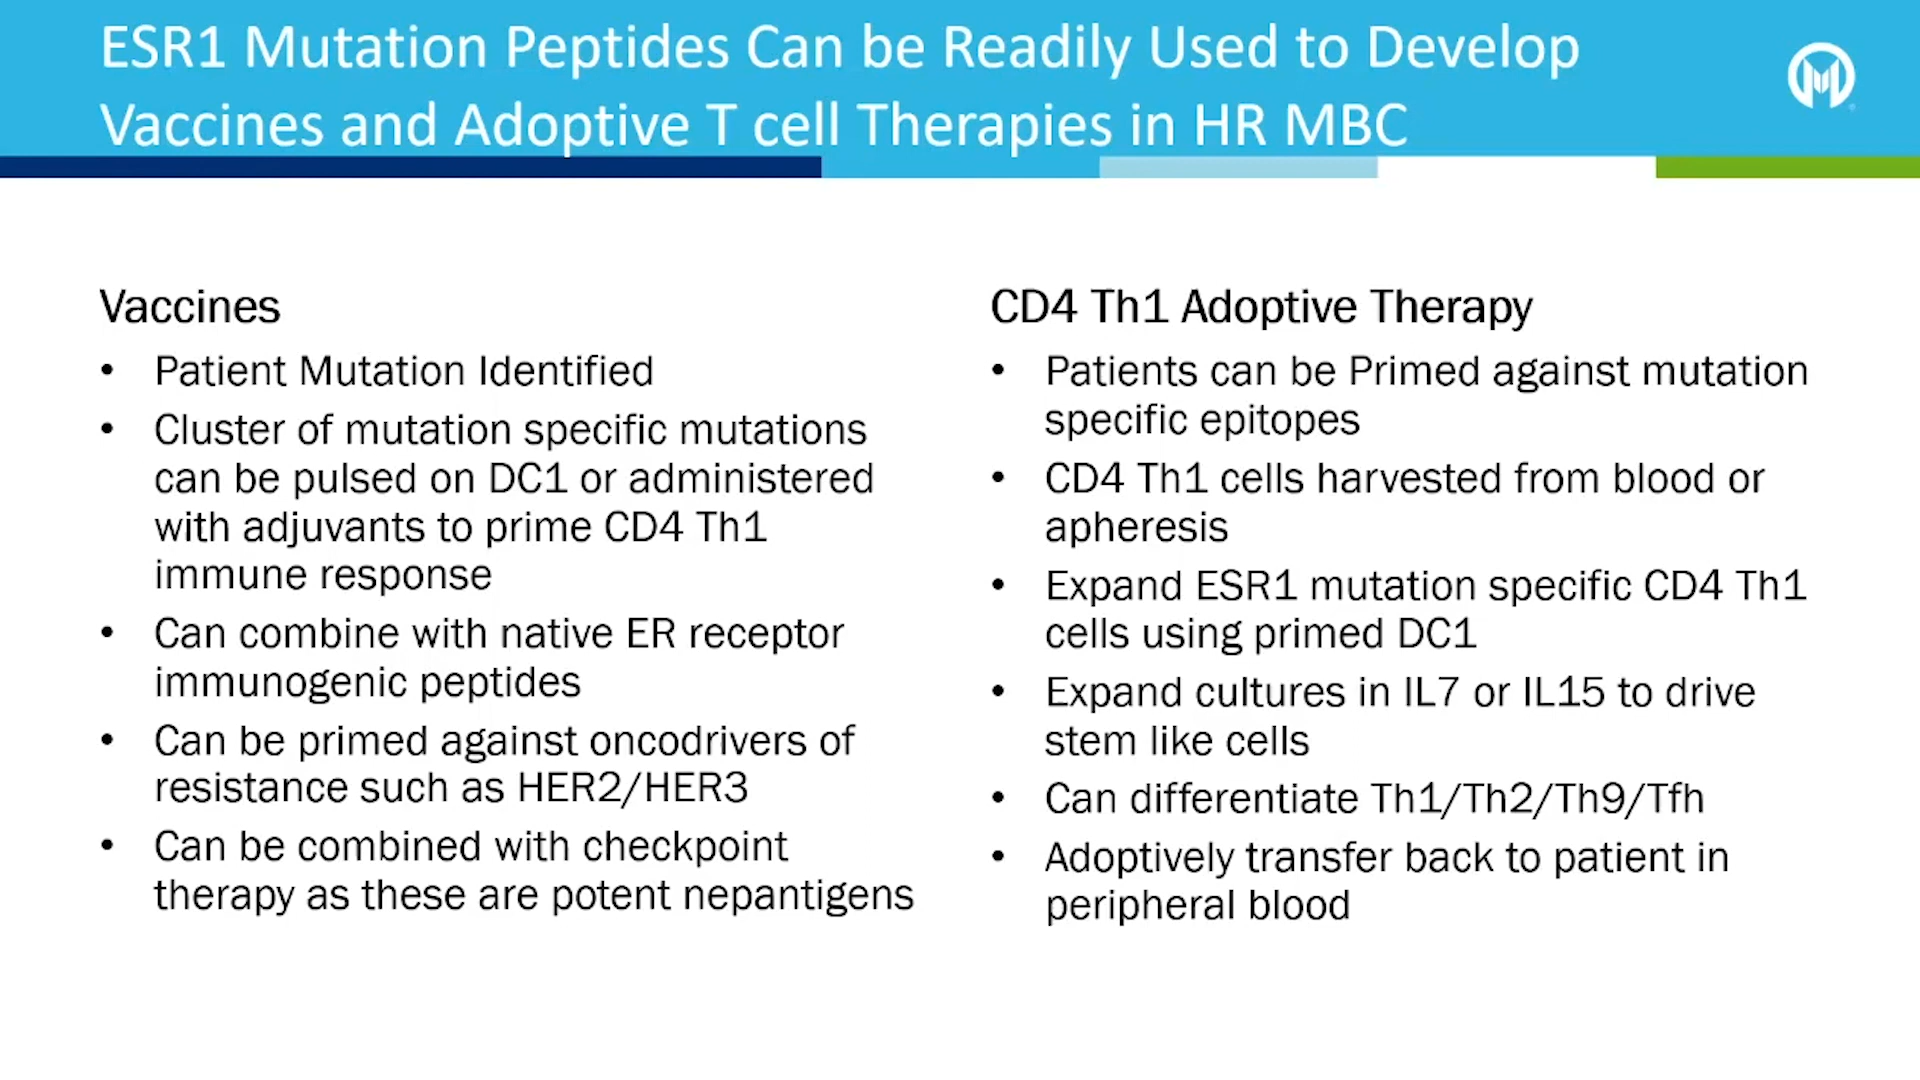 ESR1 Mutation Peptides Can be Readily Used to Develop
Vaccines and Adoptive T cell Therapies in HR MBC
Vaccines
• Patient Mutation Identified
• Cluster of mutation specific mutations
can be pulsed on DC1 or administered
with adjuvants to prime CD4 Th1
immune response
• Can combine with native ER receptor
immunogenic peptides
• Can be primed against oncodrivers of
resistance such as HER2/HER3
• Can be combined with checkpoint
therapy as these are potent nepantigens
CD4 Th1 Adoptive Therapy
• Patients can be Primed against mutation
specific epitopes
• CD4 Th1 cells harvested from blood or
apheresis
• Expand ESR1 mutation specific CD4 Th1
cells using primed DC1
• Expand cultures in IL7 or IL15 to drive
stem like cells
• Can differentiate Th1/Th2/Th9/Tfh
• Adoptively transfer back to patient in
peripheral blood